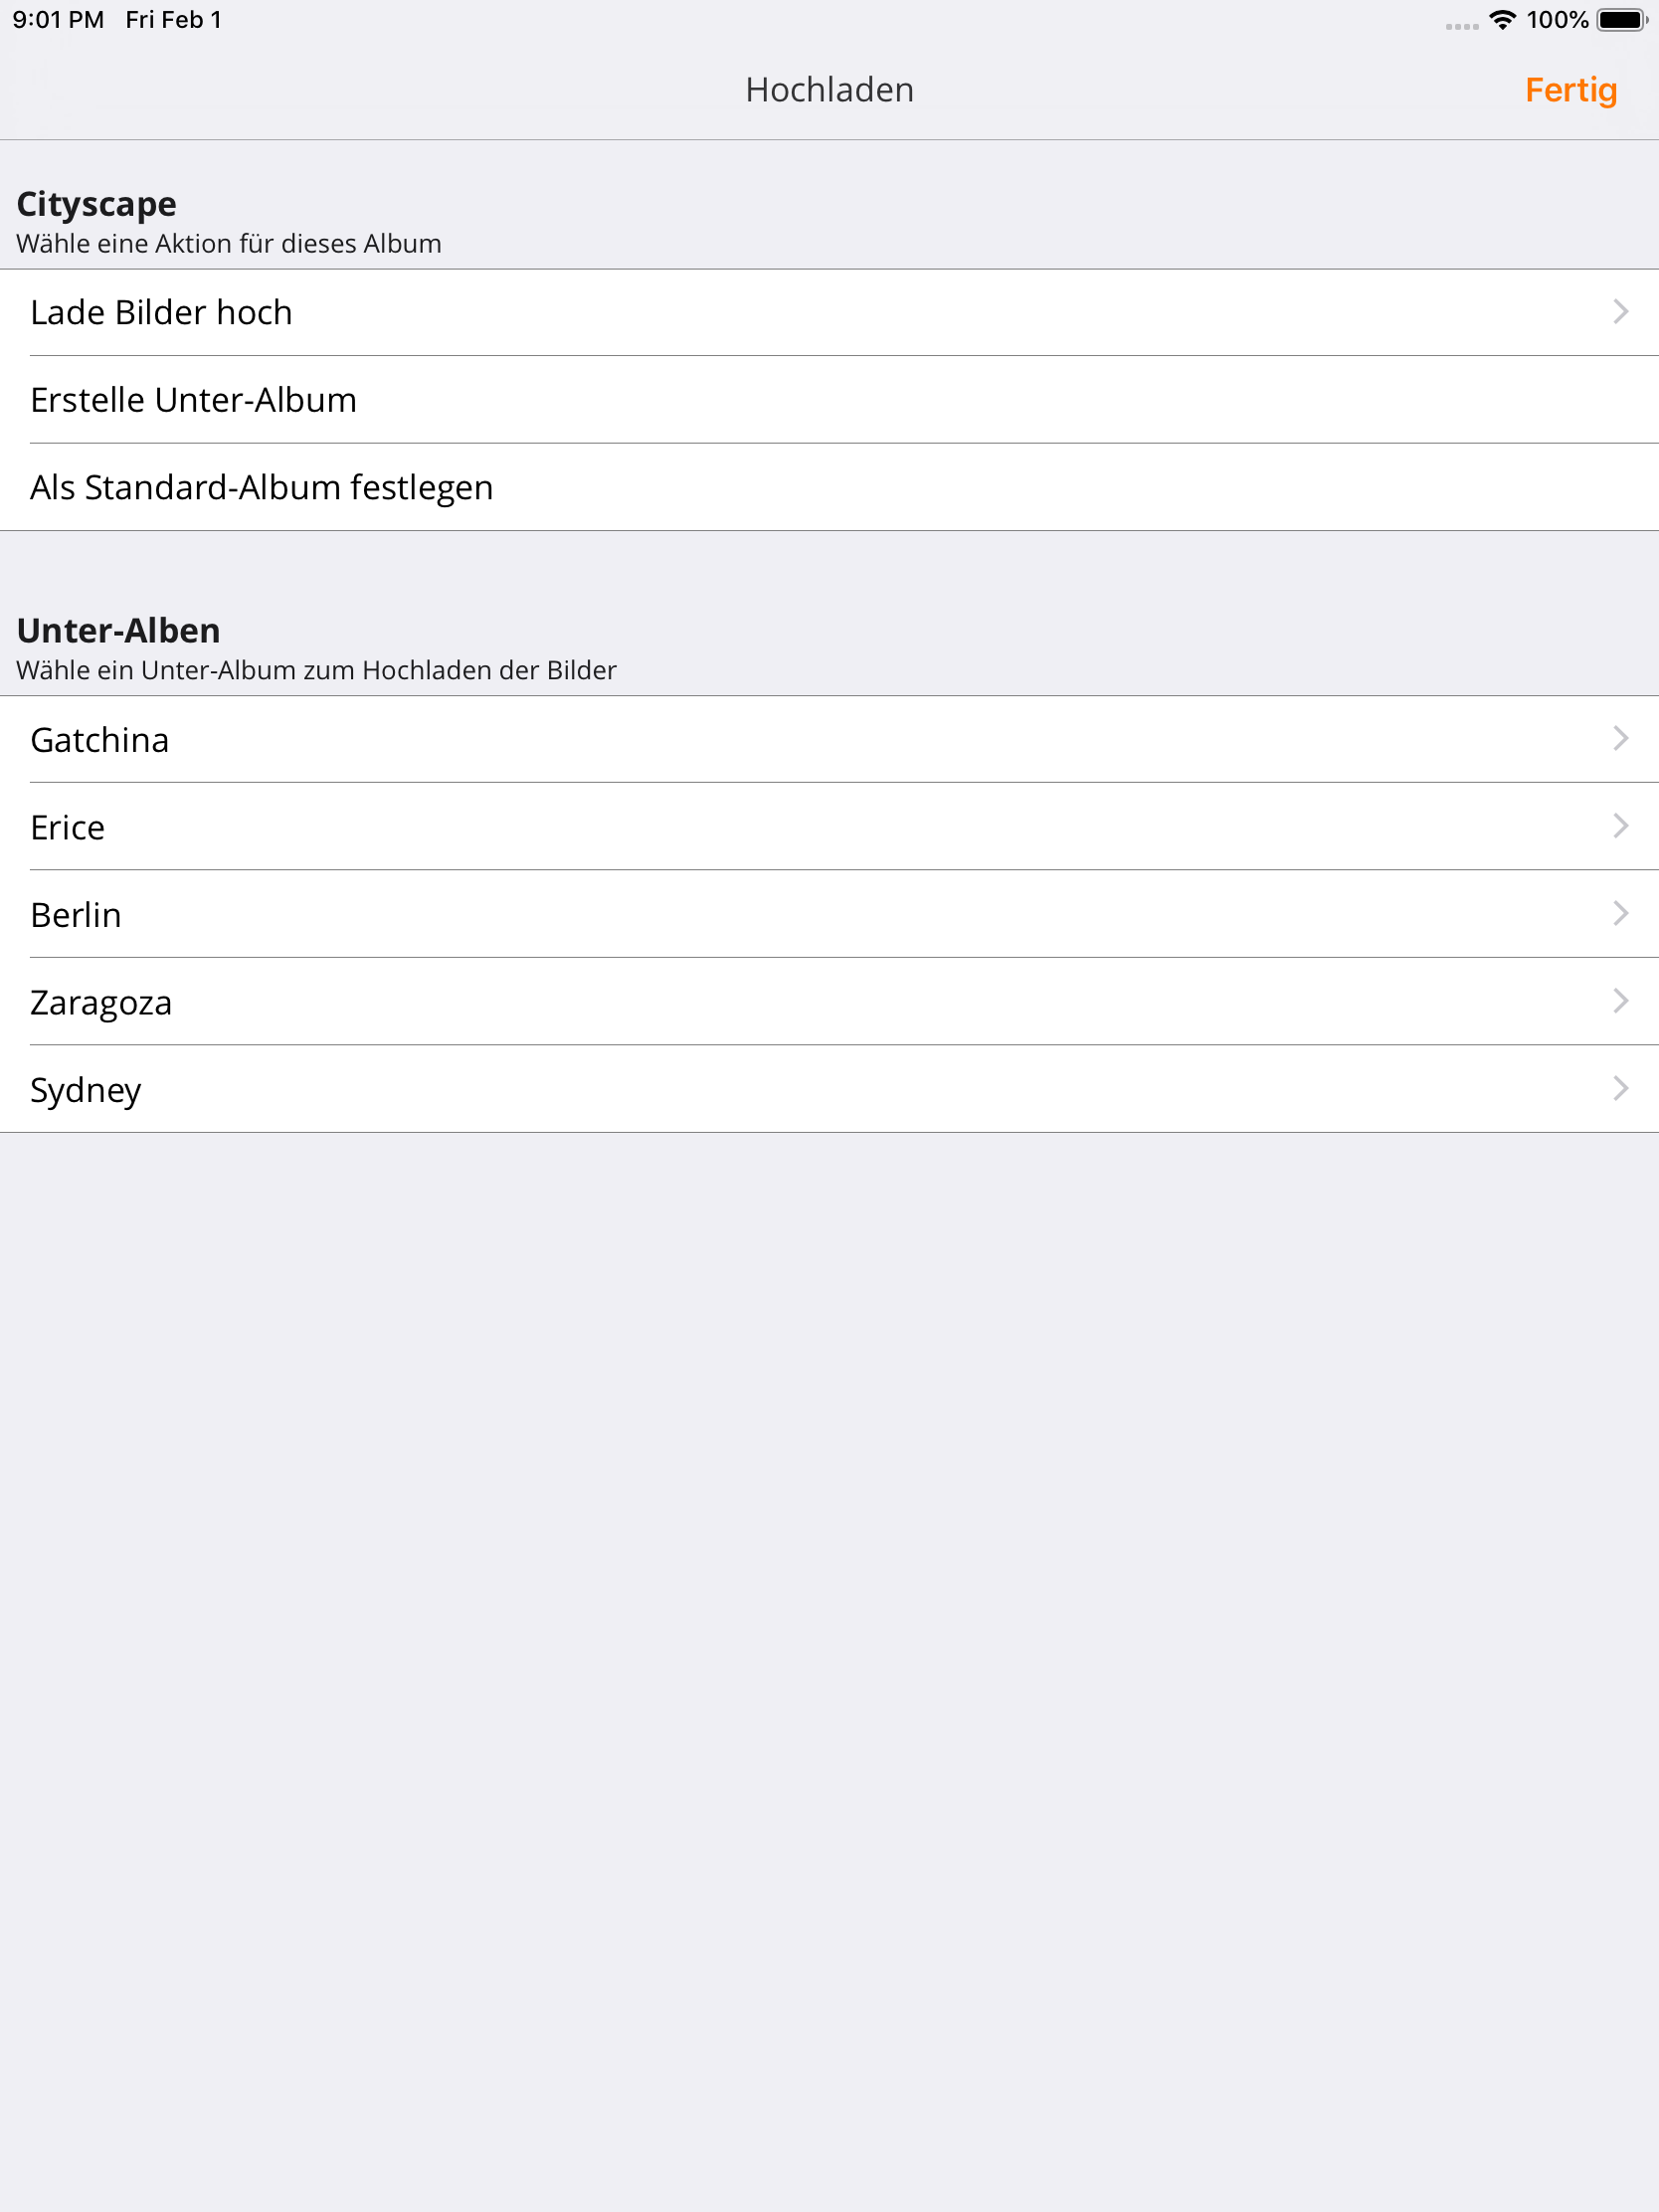 9:01 PM Fri Feb 1 100%
Hochladen Fertig
Cityscape
Wähle eine Aktion für dieses Album
Lade Bilder hoch
Erstelle Unter-Album
Als Standard-Album festlegen
Unter-Alben
Wähle ein Unter-Album zum Hochladen der Bilder
Gatchina
Erice
Berlin
Zaragoza
Sydney